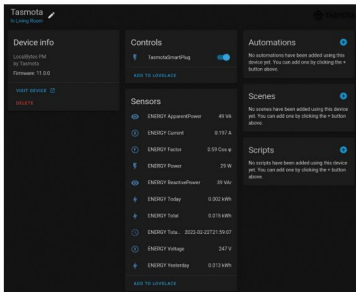 Tasmota
In Living Room
Device info
LocalBytes PM
by Tasmota
Firmware: 11.0.0
VISIT DEVICE
DELETE
Controls
TasmotaSmartPlug
ADD TO LOVELACE
Sensors
ENERGY ApparentPower 49 VA
ENERGY Current 0.197 A
ENERGY Factor 0.59 Cos φ
ENERGY Power 29 W
ENERGY ReactivePower 39 VAr
ENERGY Today 0.002 kWh
ENERGY Total 0.015 kWh
ENERGY Tota... 2022-02-22T21:59:07
ENERGY Voltage 247 V
ENERGY Yesterday 0.013 kWh
ADD TO LOVELACE
Automations
No automations have been added using this
device yet. You can add one by clicking the +
button above.
Scenes
No scenes have been added using this device
yet. You can add one by clicking the + button
above.
Scripts
No scripts have been added using this device
yet. You can add one by clicking the + button
above.